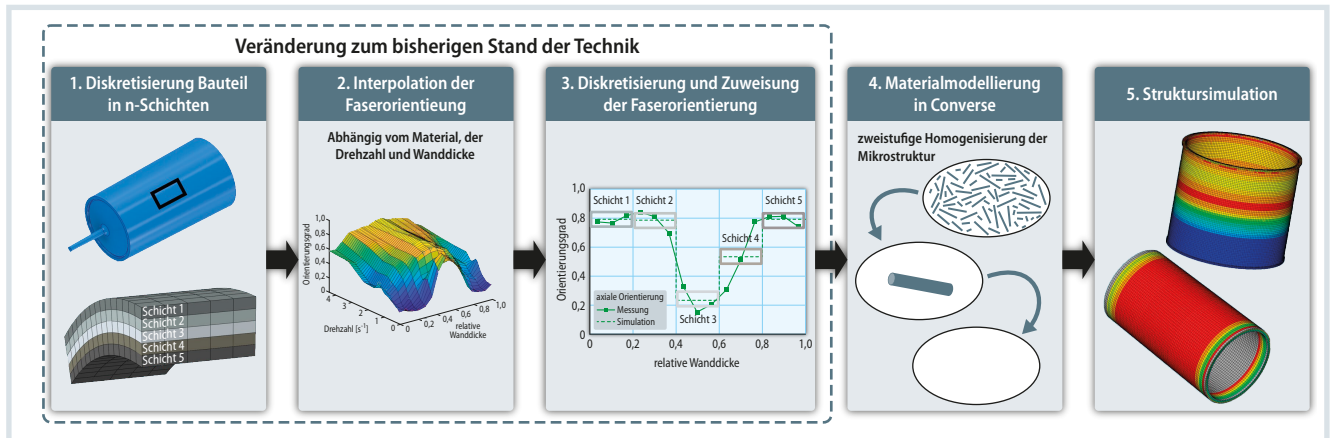 Veränderung zum bisherigen Stand der Technik
1. Diskretisierung Bauteil
in n-Schichten
Schicht 1
Schicht 2
Schicht 3
Schicht 4
Schicht 5
2. Interpolation der
Faserorientieung
Abhängig vom Material, der
Drehzahl und Wanddicke
Orientierungsgrad
1,0
0,8
0,6
0,4
0,2
0
4
3
2
1
0
Drehzahl [s⁻¹]
0
0,2
0,4
0,6
0,8
1,0
relative
Wanddicke
3. Diskretisierung und Zuweisung
der Faserorientierung
Orientierungsgrad
1,0
0,8
0,6
0,4
0,2
0
Schicht 1
Schicht 2
Schicht 5
Schicht 4
Schicht 3
axiale Orientierung
Messung
Simulation
0
0,2
0,4
0,6
0,8
1,0
relative Wanddicke
4. Materialmodellierung
in Converse
zweistufige Homogenisierung der
Mikrostruktur
5. Struktursimulation